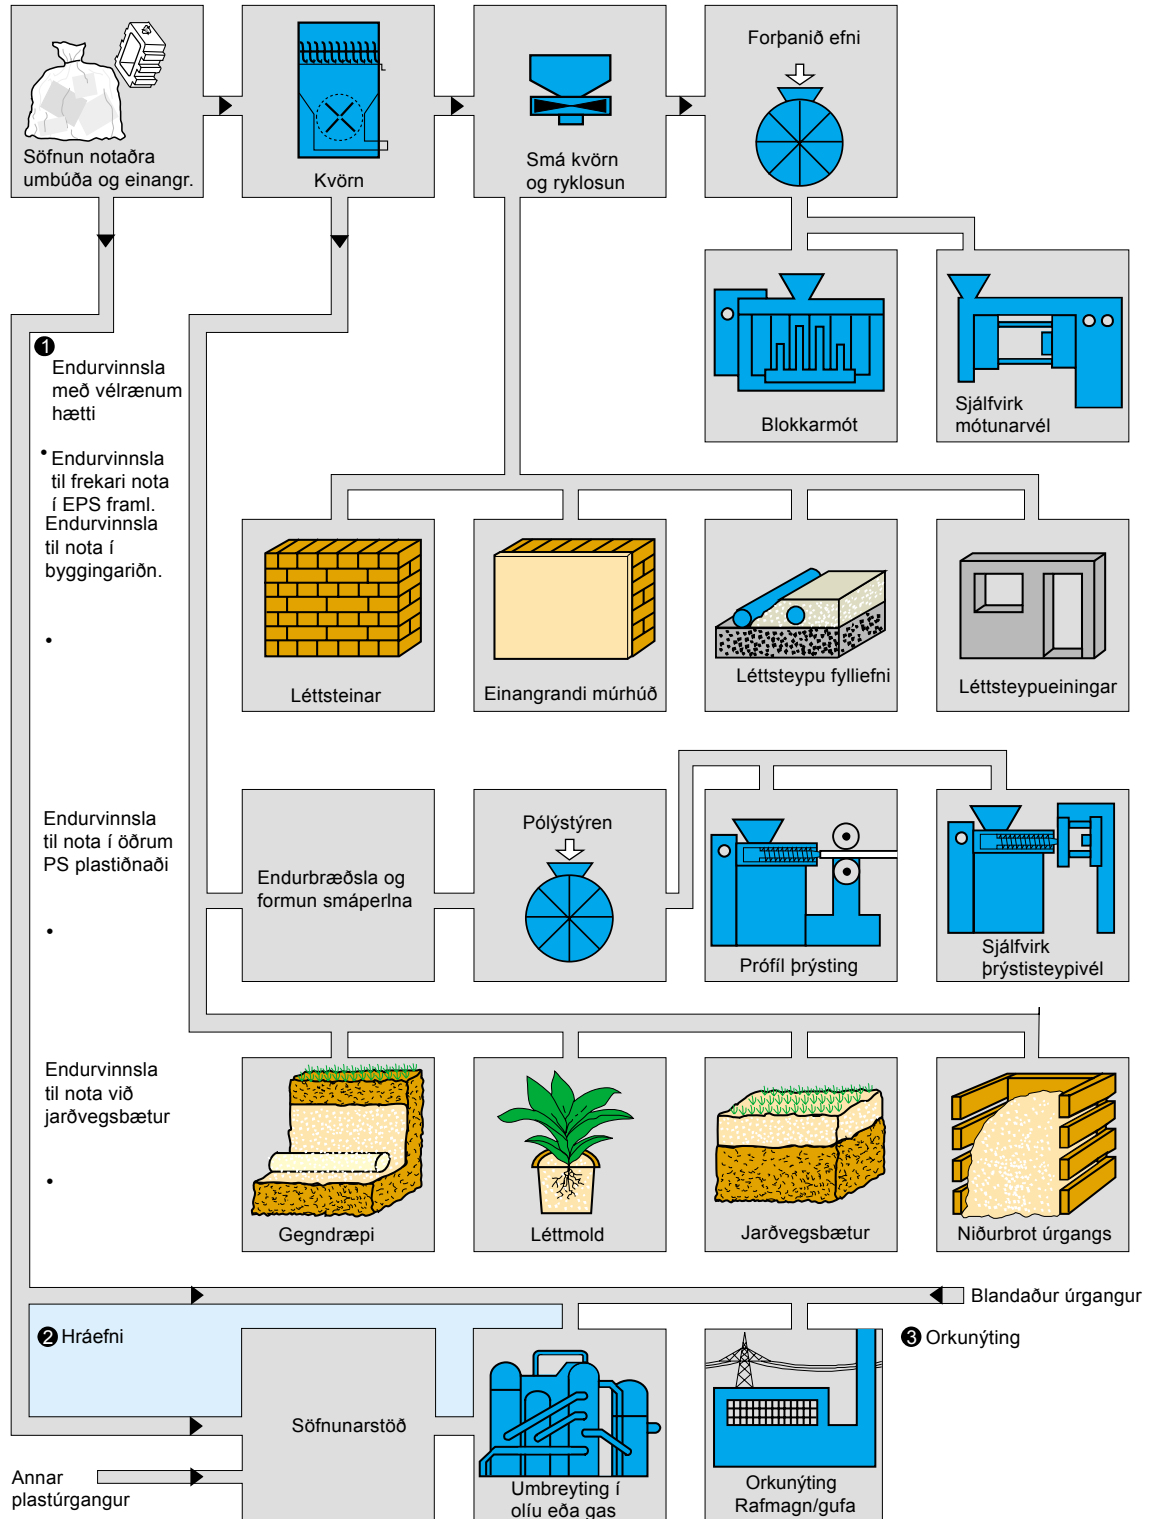 Söfnun notaðra
umbúða og einangr.
Kvörn
Smá kvörn
og ryklosun
Forþanið efni
Blokkarmót
Sjálfvirk
mótunarvél
1
Endurvinnsla
með vélrænum
hætti
• Endurvinnsla
til frekari nota
í EPS framl.
Endurvinnsla
til nota í
byggingariðn.
•
Léttsteinar
Einangrandi múrhúð
Léttsteypu fylliefni
Léttsteypueiningar
Endurvinnsla
til nota í öðrum
PS plastiðnaði
•
Endurbræðsla og
formun smáperlna
Pólýstýren
Prófíl þrýsting
Sjálfvirk
þrýstisteypivél
Endurvinnsla
til nota við
jarðvegsbætur
•
Gegndræpi
Léttmold
Jarðvegsbætur
Niðurbrot úrgangs
Blandaður úrgangur
2 Hráefni
3 Orkunýting
Söfnunarstöð
Annar
plastúrgangur
Umbreyting í
olíu eða gas
Orkunýting
Rafmagn/gufa